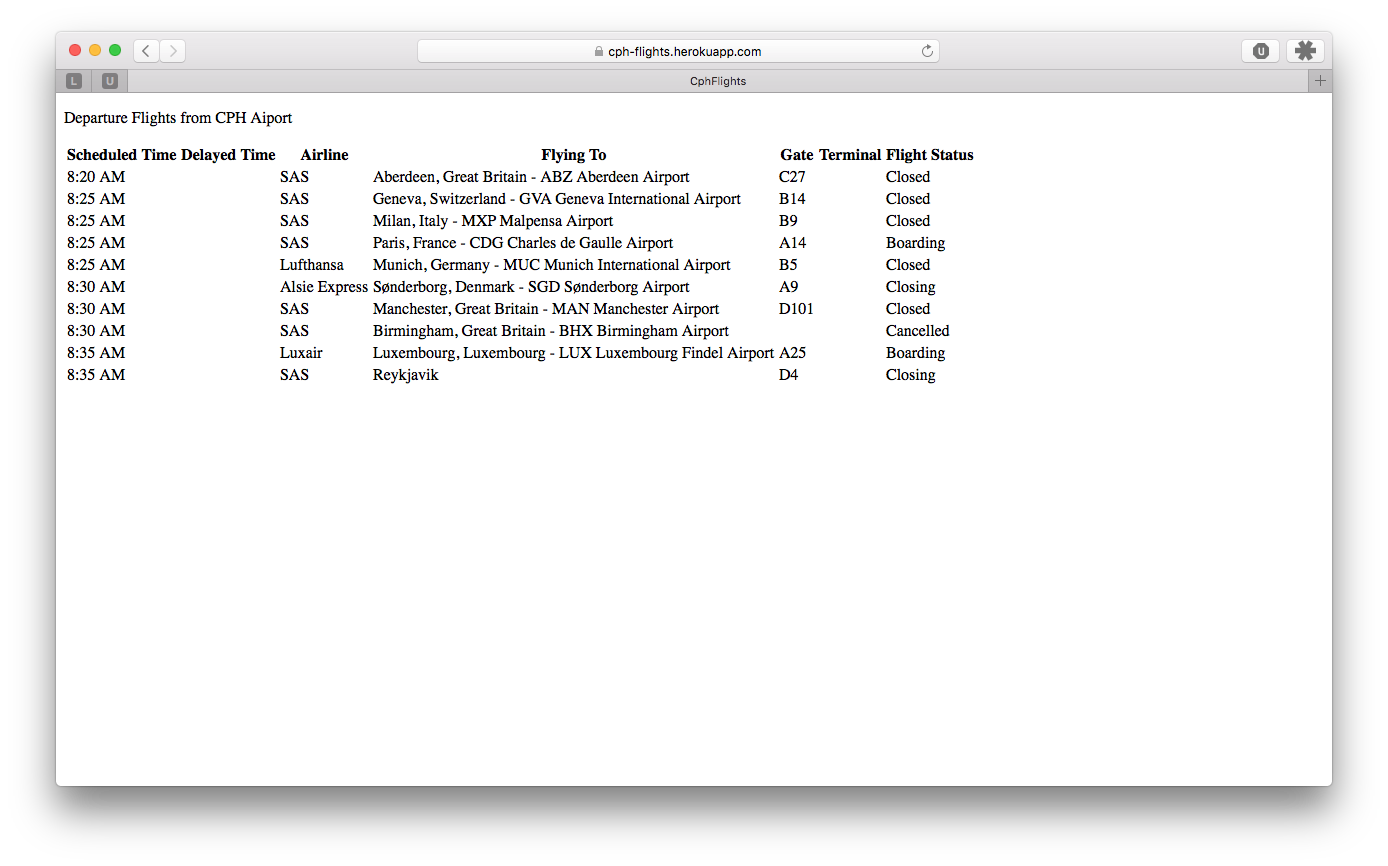 cph-flights.herokuapp.com
U
L
U
CphFlights
Departure Flights from CPH Aiport
Scheduled Time Delayed Time Airline Flying To Gate Terminal Flight Status
8:20 AM SAS Aberdeen, Great Britain - ABZ Aberdeen Airport C27 Closed
8:25 AM SAS Geneva, Switzerland - GVA Geneva International Airport B14 Closed
8:25 AM SAS Milan, Italy - MXP Malpensa Airport B9 Closed
8:25 AM SAS Paris, France - CDG Charles de Gaulle Airport A14 Boarding
8:25 AM Lufthansa Munich, Germany - MUC Munich International Airport B5 Closed
8:30 AM Alsie Express Sønderborg, Denmark - SGD Sønderborg Airport A9 Closing
8:30 AM SAS Manchester, Great Britain - MAN Manchester Airport D101 Closed
8:30 AM SAS Birmingham, Great Britain - BHX Birmingham Airport Cancelled
8:35 AM Luxair Luxembourg, Luxembourg - LUX Luxembourg Findel Airport A25 Boarding
8:35 AM SAS Reykjavik D4 Closing